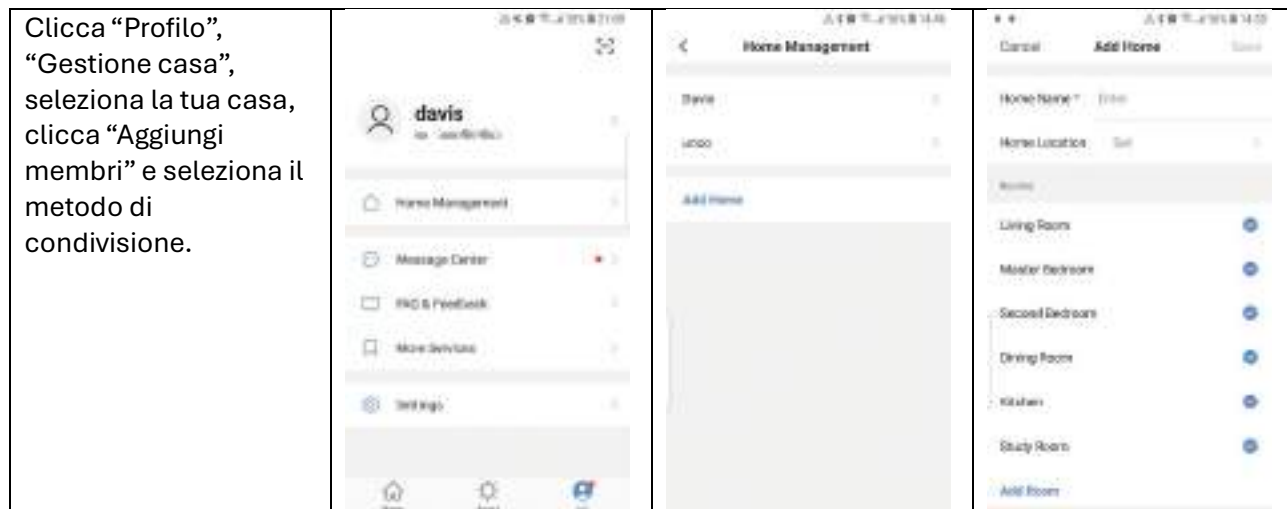 Clicca “Profilo”,
“Gestione casa”,
seleziona la tua casa,
clicca “Aggiungi
membri” e seleziona il
metodo di
condivisione.
davis
Home Management
Message Center
FAQ & Feedback
More Services
Settings
Home Management
Davis
Add Home
Cancel Add Home Save
Home Name * Enter
Home Location Set
Rooms
Living Room
Master Bedroom
Second Bedroom
Dining Room
Kitchen
Study Room
Add Room